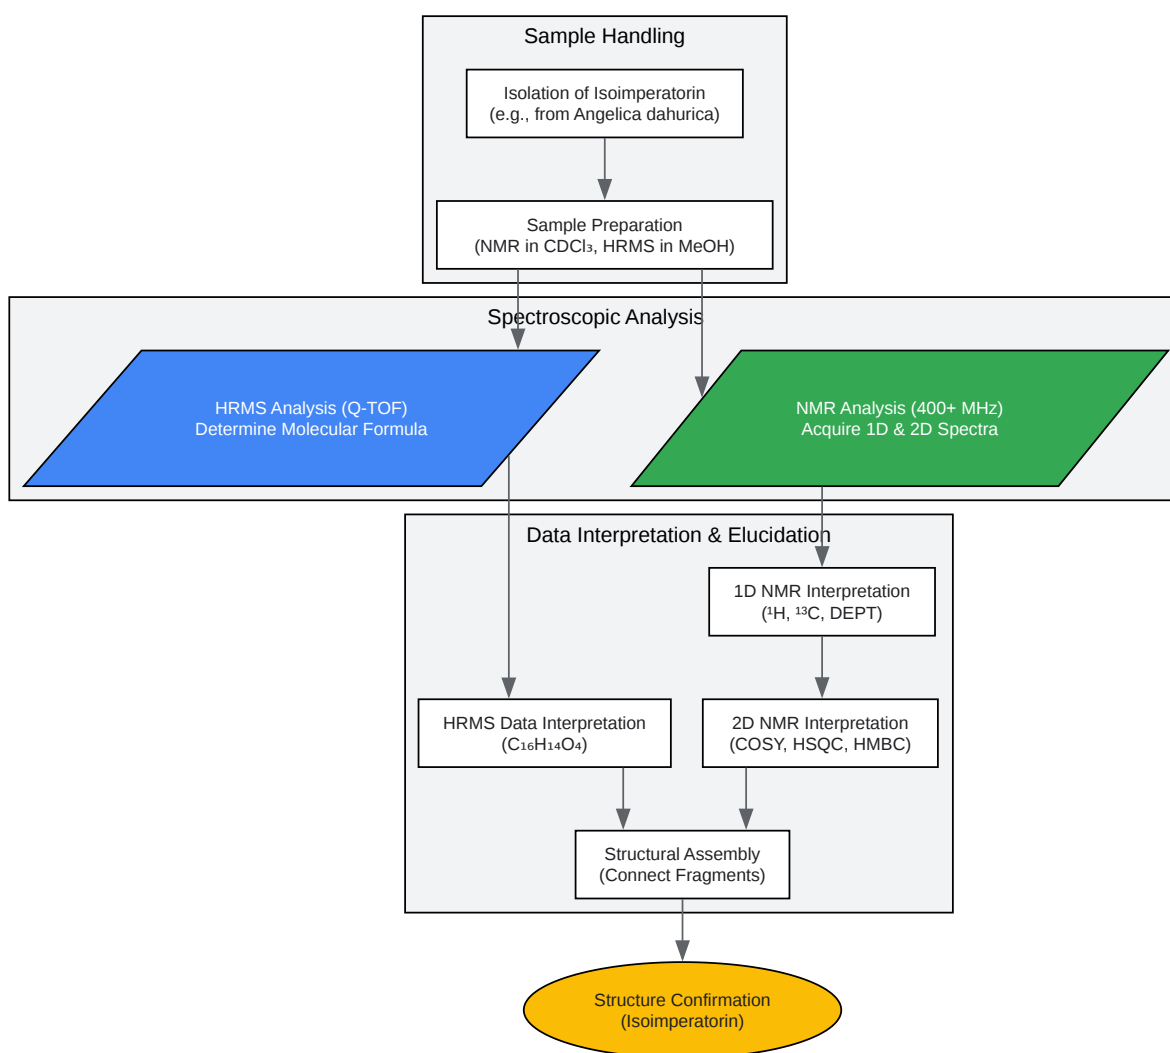 Sample Handling
Isolation of Isoimperatorin
(e.g., from Angelica dahurica)
Sample Preparation
(NMR in CDCl₃, HRMS in MeOH)
Spectroscopic Analysis
HRMS Analysis (Q-TOF)
Determine Molecular Formula
NMR Analysis (400+ MHz)
Acquire 1D & 2D Spectra
Data Interpretation & Elucidation
1D NMR Interpretation
(¹H, ¹³C, DEPT)
HRMS Data Interpretation
(C₁₆H₁₄O₄)
2D NMR Interpretation
(COSY, HSQC, HMBC)
Structural Assembly
(Connect Fragments)
Structure Confirmation
(Isoimperatorin)